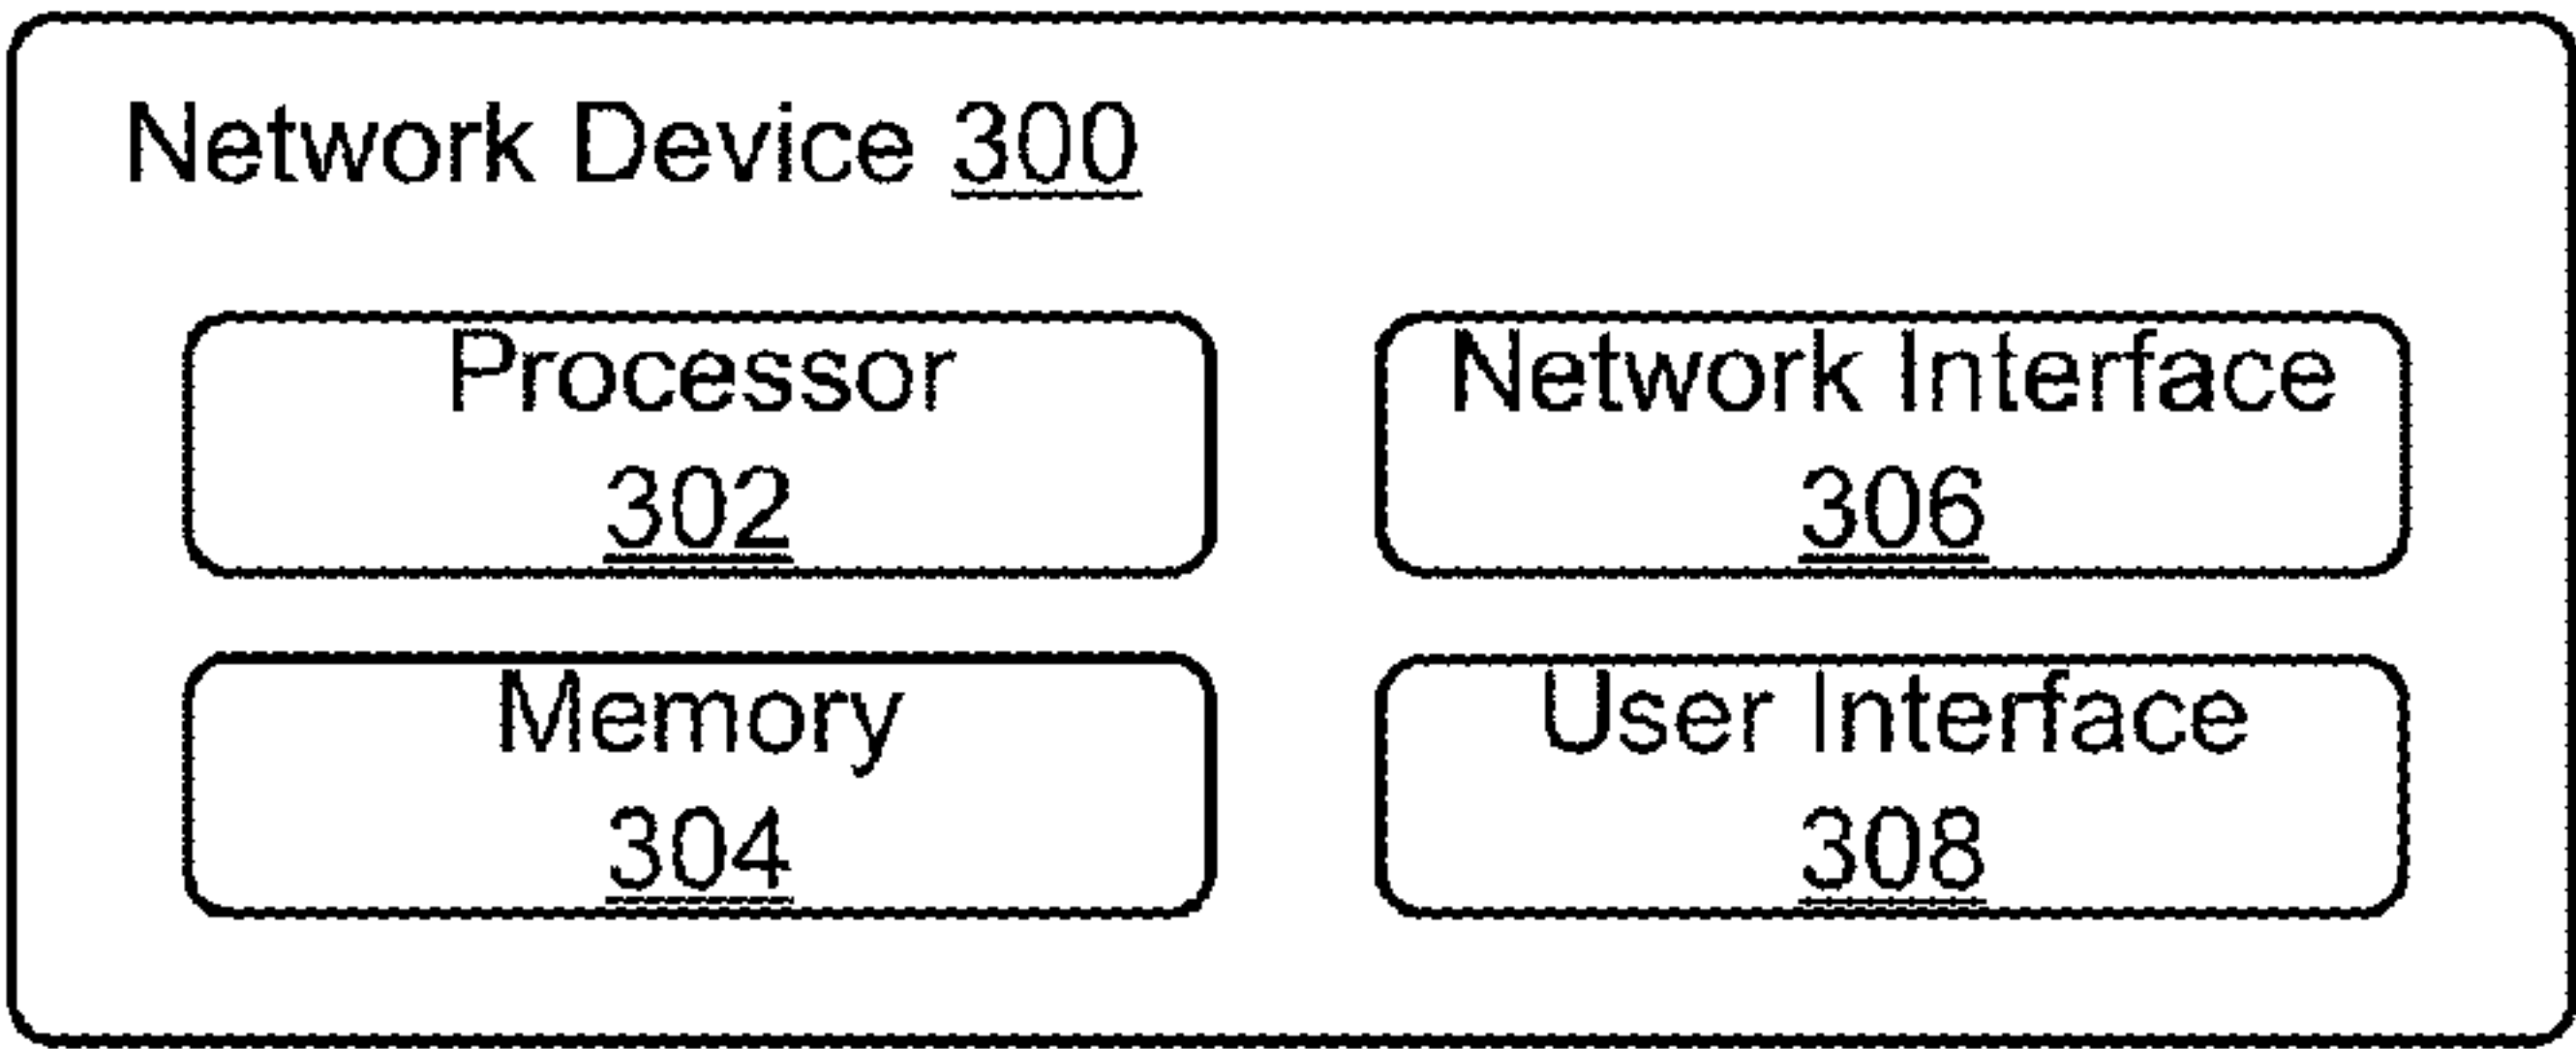 Network Device 300
Processor
302
Network Interface
306
Memory
304
User Interface
308